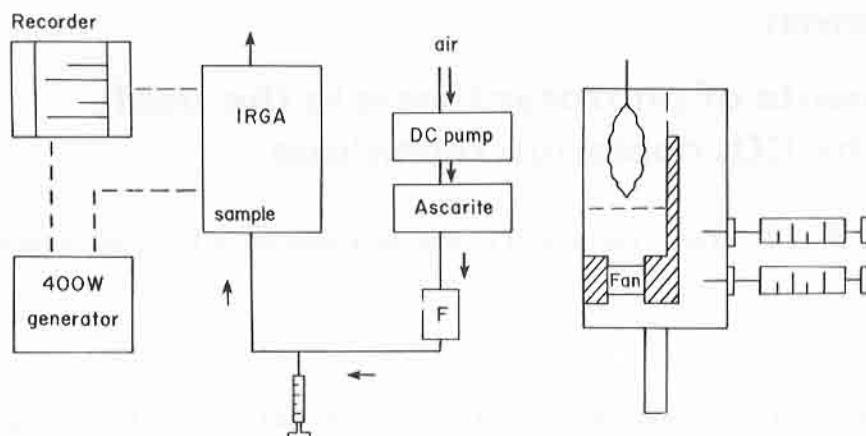 Recorder
IRGA
sample
400W
generator
air
DC pump
Ascarite
F
Fan